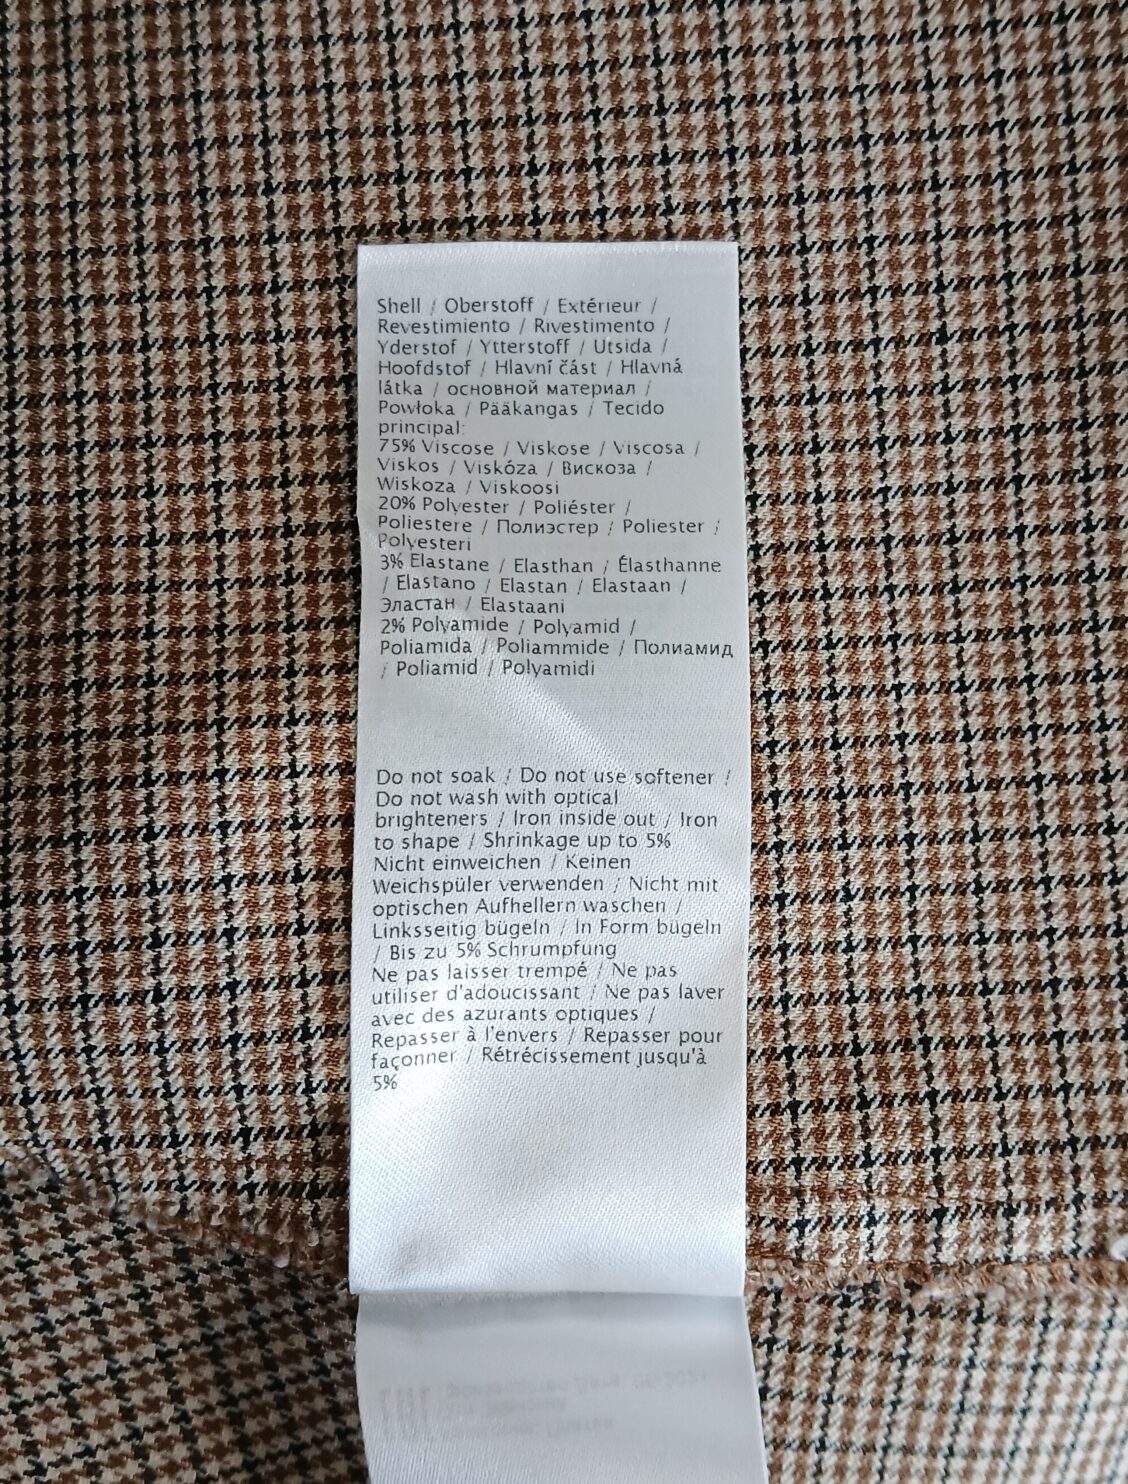 Shell / Oberstoff / Extérieur /
Revestimiento / Rivestimento /
Yderstof / Ytterstoff / Utsida /
Hoofdstof / Hlavní část / Hlavná
látka / основной материал /
Powłoka / Pääkangas / Tecido
principal:
75% Viscose / Viskose / Viscosa /
Viskos / Viskóza / Вискоза /
Wiskoza / Viskoosi
20% Polyester / Poliéster /
Poliestere / Полиэстер / Poliester /
Polyesteri
3% Elastane / Elasthan / Élasthanne
/ Elastano / Elastan / Elastaan /
Эластан / Elastaani
2% Polyamide / Polyamid /
Poliamida / Poliammide / Полиамид
/ Poliamid / Polyamidi
Do not soak / Do not use softener /
Do not wash with optical
brighteners / Iron inside out / Iron
to shape / Shrinkage up to 5%
Nicht einweichen / Keinen
Weichspüler verwenden / Nicht mit
optischen Aufhellern waschen /
Linksseitig bügeln / In Form bügeln
/ Bis zu 5% Schrumpfung
Ne pas laisser trempé / Ne pas
utiliser d'adoucissant / Ne pas laver
avec des azurants optiques /
Repasser à l'envers / Repasser pour
façonner / Rétrécissement jusqu'à
5%